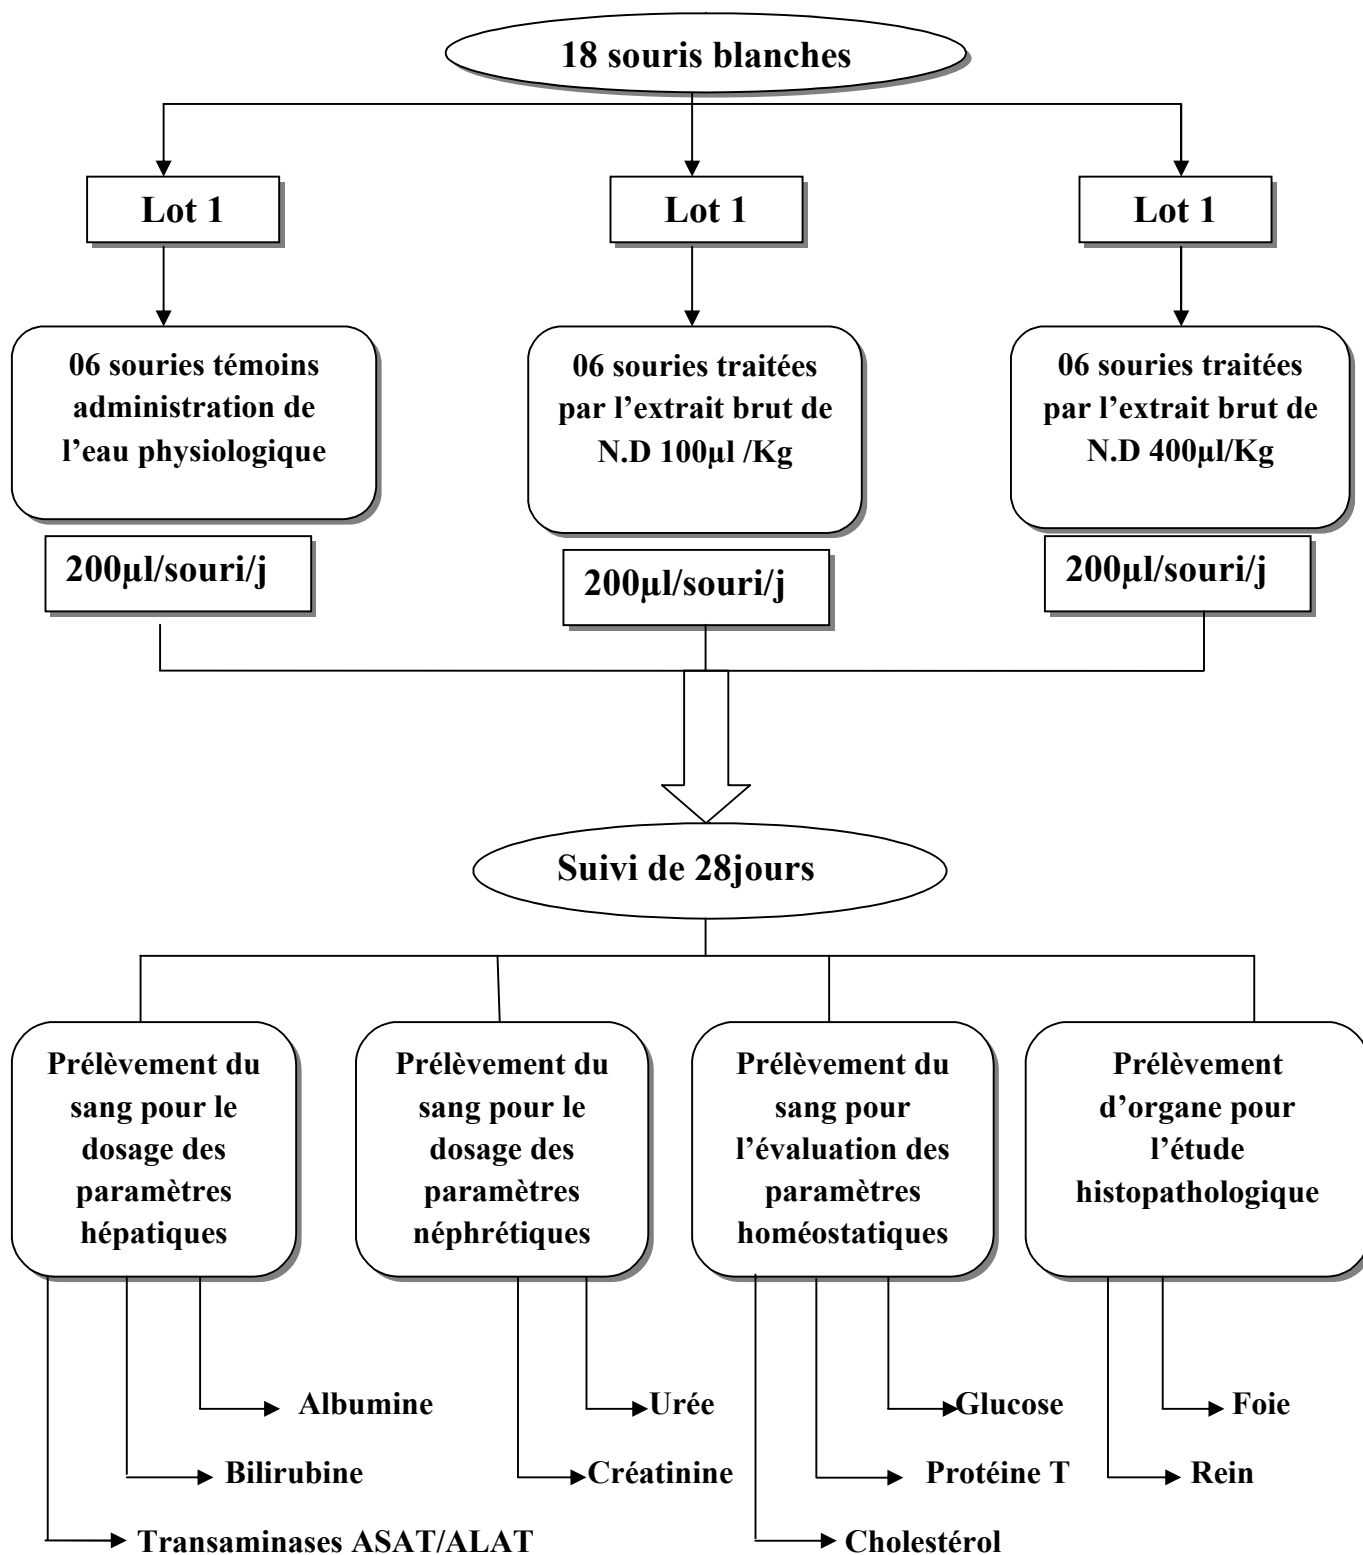 18 souris blanches
Lot 1
Lot 1
Lot 1
06 souries témoins
administration de
l’eau physiologique
06 souries traitées
par l’extrait brut de
N.D 100µl /Kg
06 souries traitées
par l’extrait brut de
N.D 400µl/Kg
200µl/souri/j
200µl/souri/j
200µl/souri/j
Suivi de 28jours
Prélèvement du
sang pour le
dosage des
paramètres
hépatiques
Prélèvement du
sang pour le
dosage des
paramètres
néphrétiques
Prélèvement du
sang pour
l’évaluation des
paramètres
homéostatiques
Prélèvement
d’organe pour
l’étude
histopathologique
Albumine
Bilirubine
Transaminases ASAT/ALAT
Urée
Créatinine
Glucose
Protéine T
Cholestérol
Foie
Rein